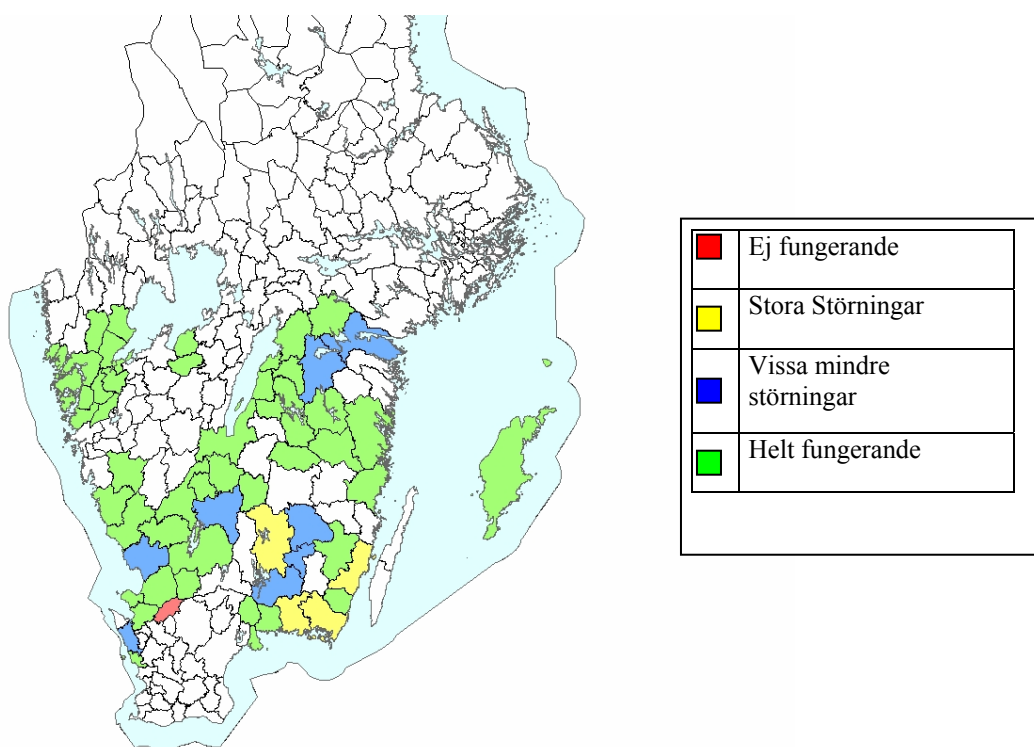 Ej fungerande
Stora Störningar
Vissa mindre
störningar
Helt fungerande